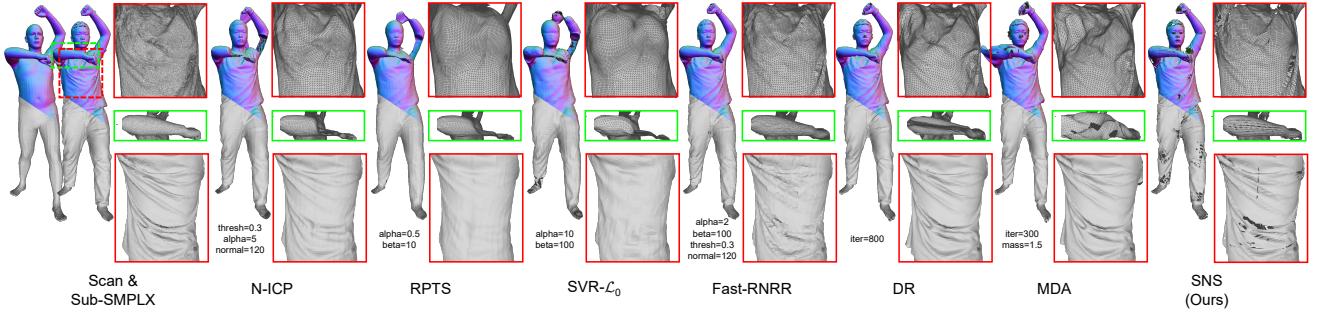 thresh=0.3
alpha=5
normal=120
alpha=0.5
beta=10
alpha=10
beta=100
alpha=2
beta=100
thresh=0.3
normal=120
iter=800
iter=300
mass=1.5
Scan &
Sub-SMPLX
N-ICP
RPTS
SVR-ℒ₀
Fast-RNRR
DR
MDA
SNS
(Ours)